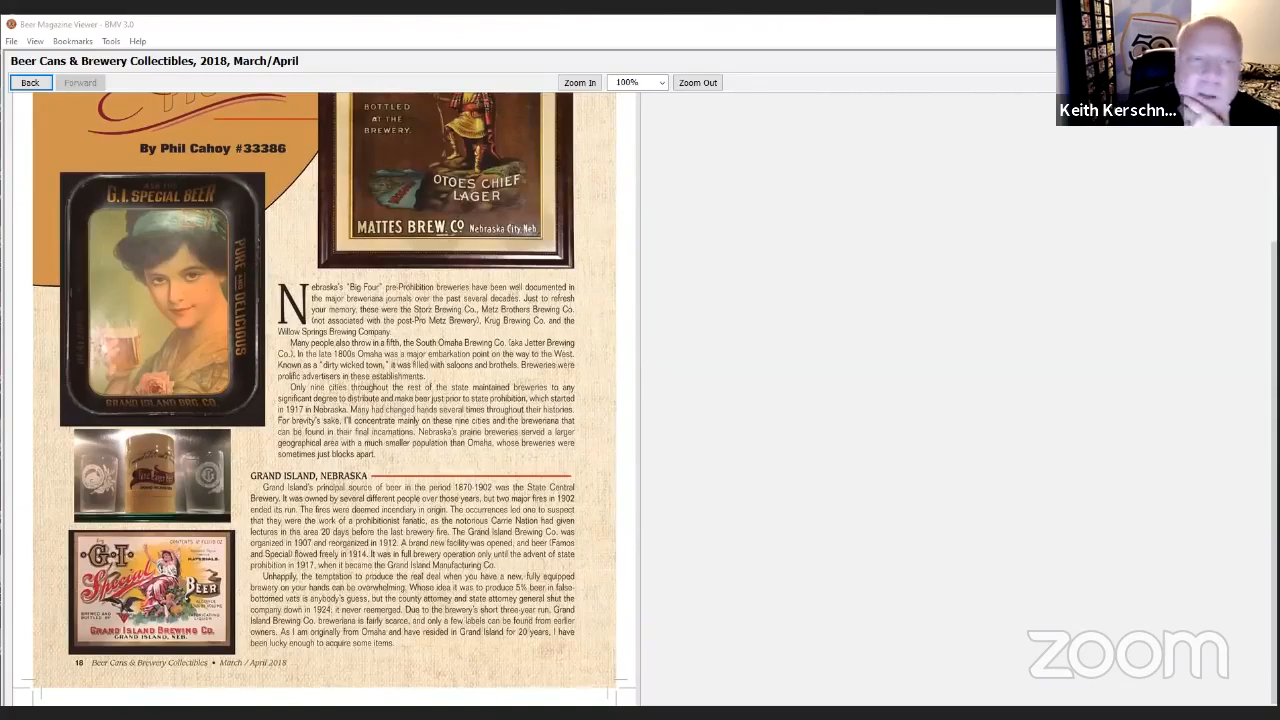 Beer Magazine Viewer - BMV 3.0
File View Bookmarks Tools Help
Beer Cans & Brewery Collectibles, 2018, March/April
Back Forward Zoom In 100% Zoom Out
50
Keith Kerschn...
BOTTLED
AT THE
BREWERY.
By Phil Cahoy #33386
OTOES CHIEF
LAGER
MATTES BREW. CO Nebraska City. Neb.
G.I. SPECIAL BEER
PURE AND DELICIOUS
GRAND ISLAND BRG. CO.
Nebraska's "Big Four" pre-Prohibition breweries have been well documented in
the major breweriana journals over the past several decades. Just to refresh
your memory, these were the Storz Brewing Co., Metz Brothers Brewing Co.
(not associated with the post-Pro Metz Brewery), Krug Brewing Co. and the
Willow Springs Brewing Company.
Many people also throw in a fifth, the South Omaha Brewing Co. (aka Jetter Brewing
Co.). In the late 1800s Omaha was a major embarkation point on the way to the West.
Known as a "dirty wicked town," it was filled with saloons and brothels. Breweries were
prolific advertisers in these establishments.
Only nine cities throughout the rest of the state maintained breweries to any
significant degree to distribute and make beer just prior to state prohibition, which started
in 1917 in Nebraska. Many had changed hands several times throughout their histories.
For brevity's sake, I'll concentrate mainly on these nine cities and the breweriana that
can be found in their final incarnations. Nebraska's prairie breweries served a larger
geographical area with a much smaller population than Omaha, whose breweries were
sometimes just blocks apart.
GRAND ISLAND, NEBRASKA
Grand Island's principal source of beer in the period 1870-1902 was the State Central
Brewery. It was owned by several different people over those years, but two major fires in 1902
ended its run. The fires were deemed incendiary in origin. The occurrences led one to suspect
that they were the work of a prohibitionist fanatic, as the notorious Carrie Nation had given
lectures in the area 20 days before the last brewery fire. The Grand Island Brewing Co. was
organized in 1907 and reorganized in 1912. A brand new facility was opened, and beer (Famos
and Special) flowed freely in 1914. It was in full brewery operation only until the advent of state
prohibition in 1917, when it became the Grand Island Manufacturing Co.
Unhappily, the temptation to produce the real deal when you have a new, fully equipped
brewery on your hands can be overwhelming. Whose idea it was to produce 5% beer in false-
bottomed vats is anybody's guess, but the county attorney and state attorney general shut the
company down in 1924; it never reemerged. Due to the brewery's short three-year run, Grand
Island Brewing Co. breweriana is fairly scarce, and only a few labels can be found from earlier
owners. As I am originally from Omaha and have resided in Grand Island for 20 years, I have
been lucky enough to acquire some items.
G.I.
Special
BEER
CONTENTS 12 FLUID OZ.
MATERIALS.
BREWED AND
BOTTLED BY
GRAND ISLAND BREWING CO.
GRAND ISLAND, NEB.
18 Beer Cans & Brewery Collectibles • March / April 2018
zoom